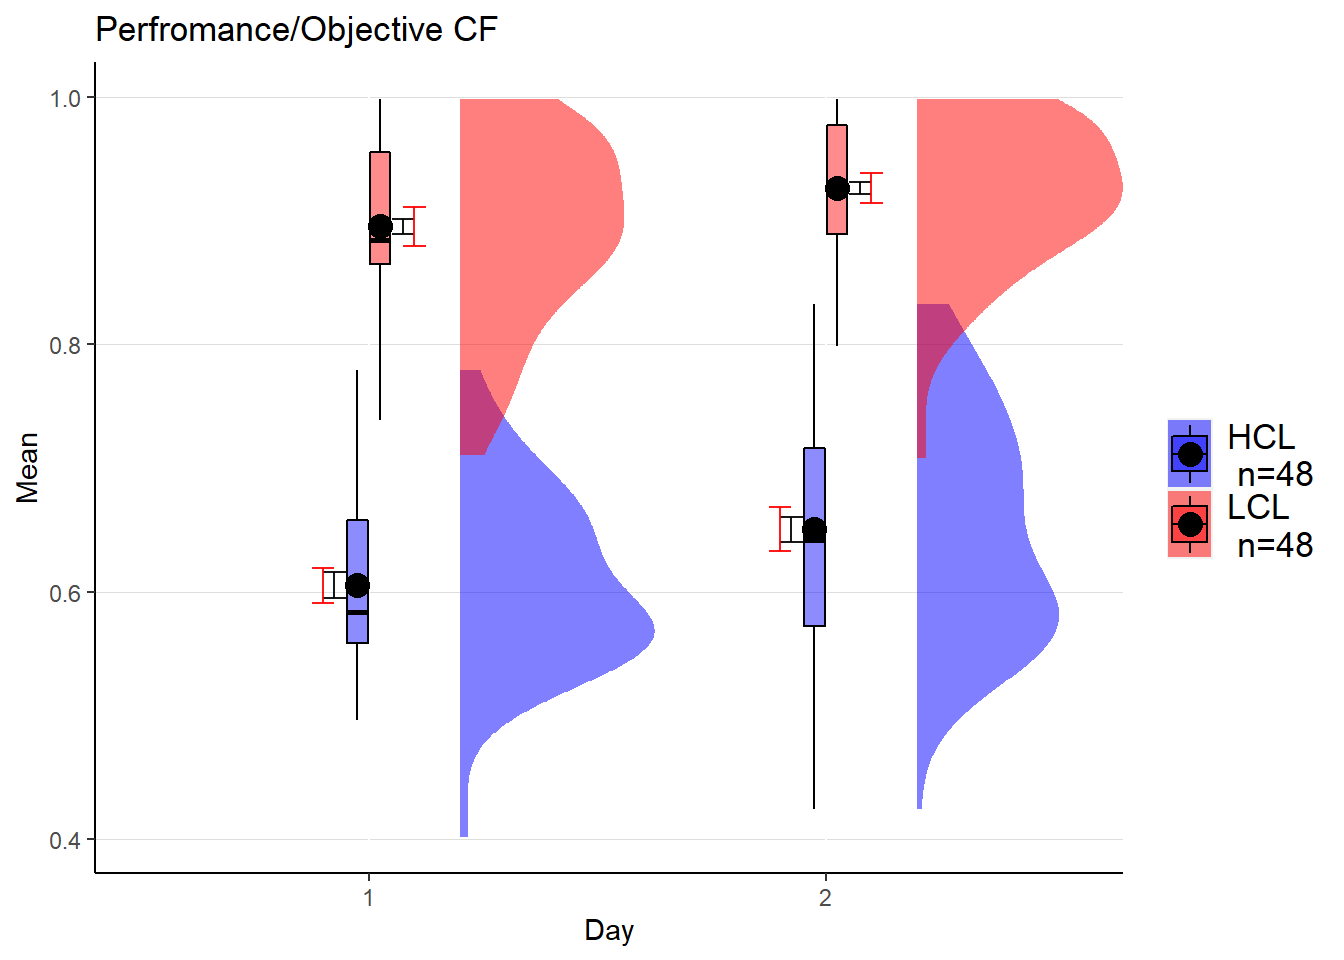 Perfromance/Objective CF
1.0
0.8
0.6
0.4
Mean
1
2
Day
HCL
n=48
LCL
n=48